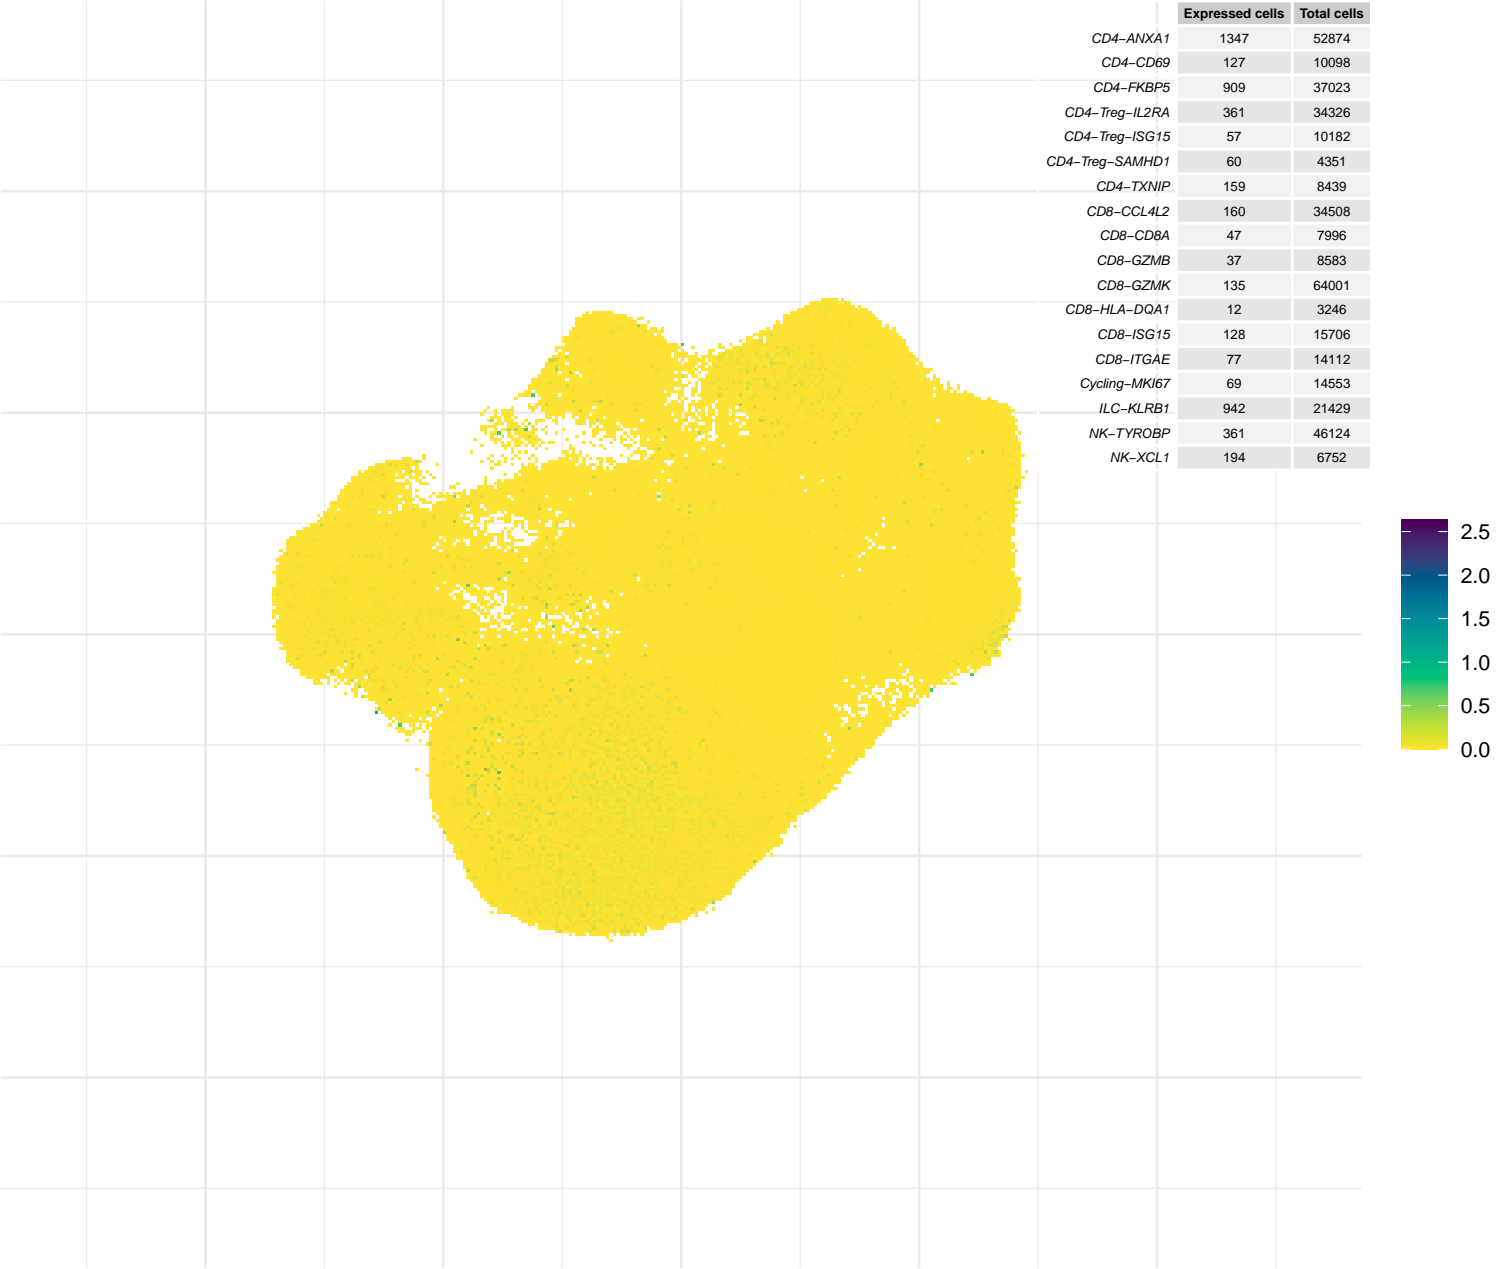 Expressed cells Total cells
CD4−ANXA1 1347 52874
CD4−CD69 127 10098
CD4−FKBP5 909 37023
CD4−Treg−IL2RA 361 34326
CD4−Treg−ISG15 57 10182
CD4−Treg−SAMHD1 60 4351
CD4−TXNIP 159 8439
CD8−CCL4L2 160 34508
CD8−CD8A 47 7996
CD8−GZMB 37 8583
CD8−GZMK 135 64001
CD8−HLA−DQA1 12 3246
CD8−ISG15 128 15706
CD8−ITGAE 77 14112
Cycling−MKI67 69 14553
ILC−KLRB1 942 21429
NK−TYROBP 361 46124
NK−XCL1 194 6752
2.5
2.0
1.5
1.0
0.5
0.0